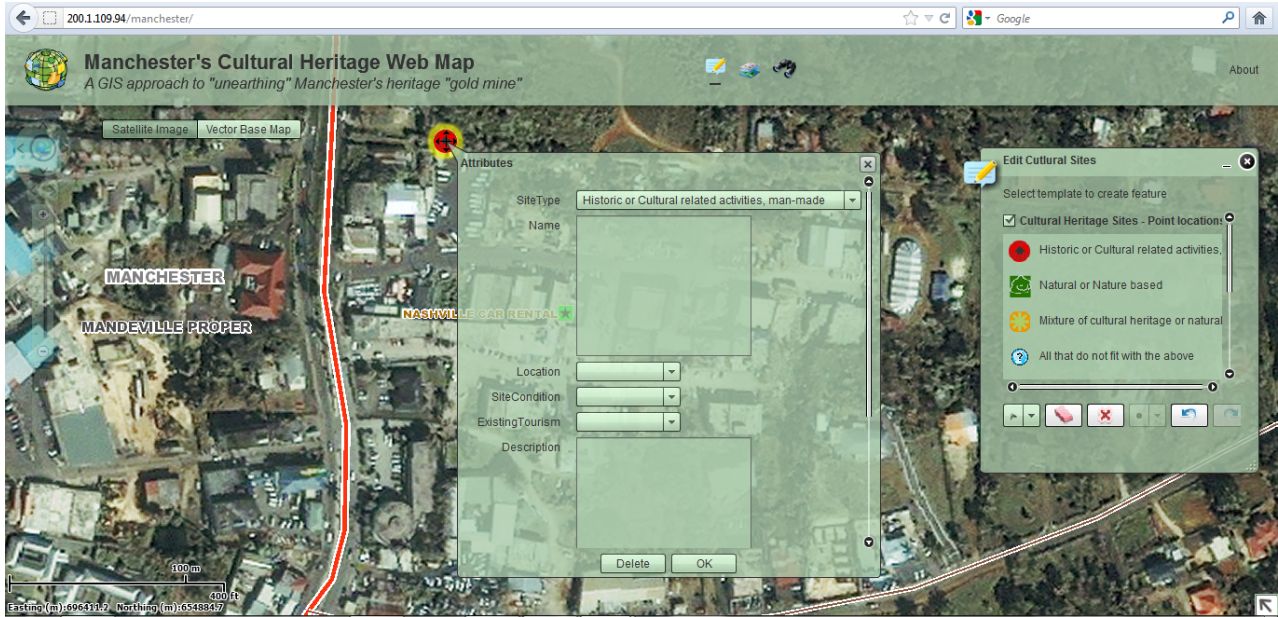 200.1.109.94/manchester/
Google
Manchester's Cultural Heritage Web Map
A GIS approach to "unearthing" Manchester's heritage "gold mine"
About
Satellite Image
Vector Base Map
Attributes
SiteType
Historic or Cultural related activities, man-made
Name
Location
SiteCondition
ExistingTourism
Description
Delete
OK
Edit Cutlural Sites
Select template to create feature
Cultural Heritage Sites - Point locations
Historic or Cultural related activities,
Natural or Nature based
Mixture of cultural heritage or natural
All that do not fit with the above
MANCHESTER
MANDEVILLE PROPER
NASHVILLE CAR RENTAL
100 m
400 ft
Easting (m):696411.2 Northing (m):654884.7